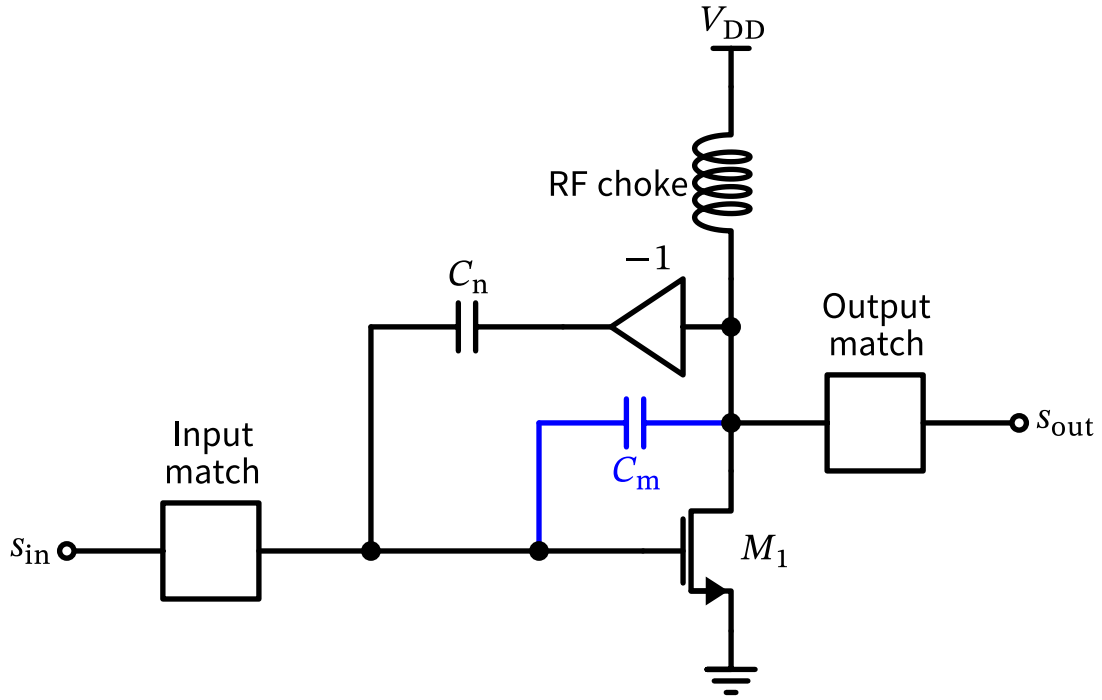 V_DD
RF choke
−1
C_n
Output
match
C_m
s_out
Input
match
s_in
M_1